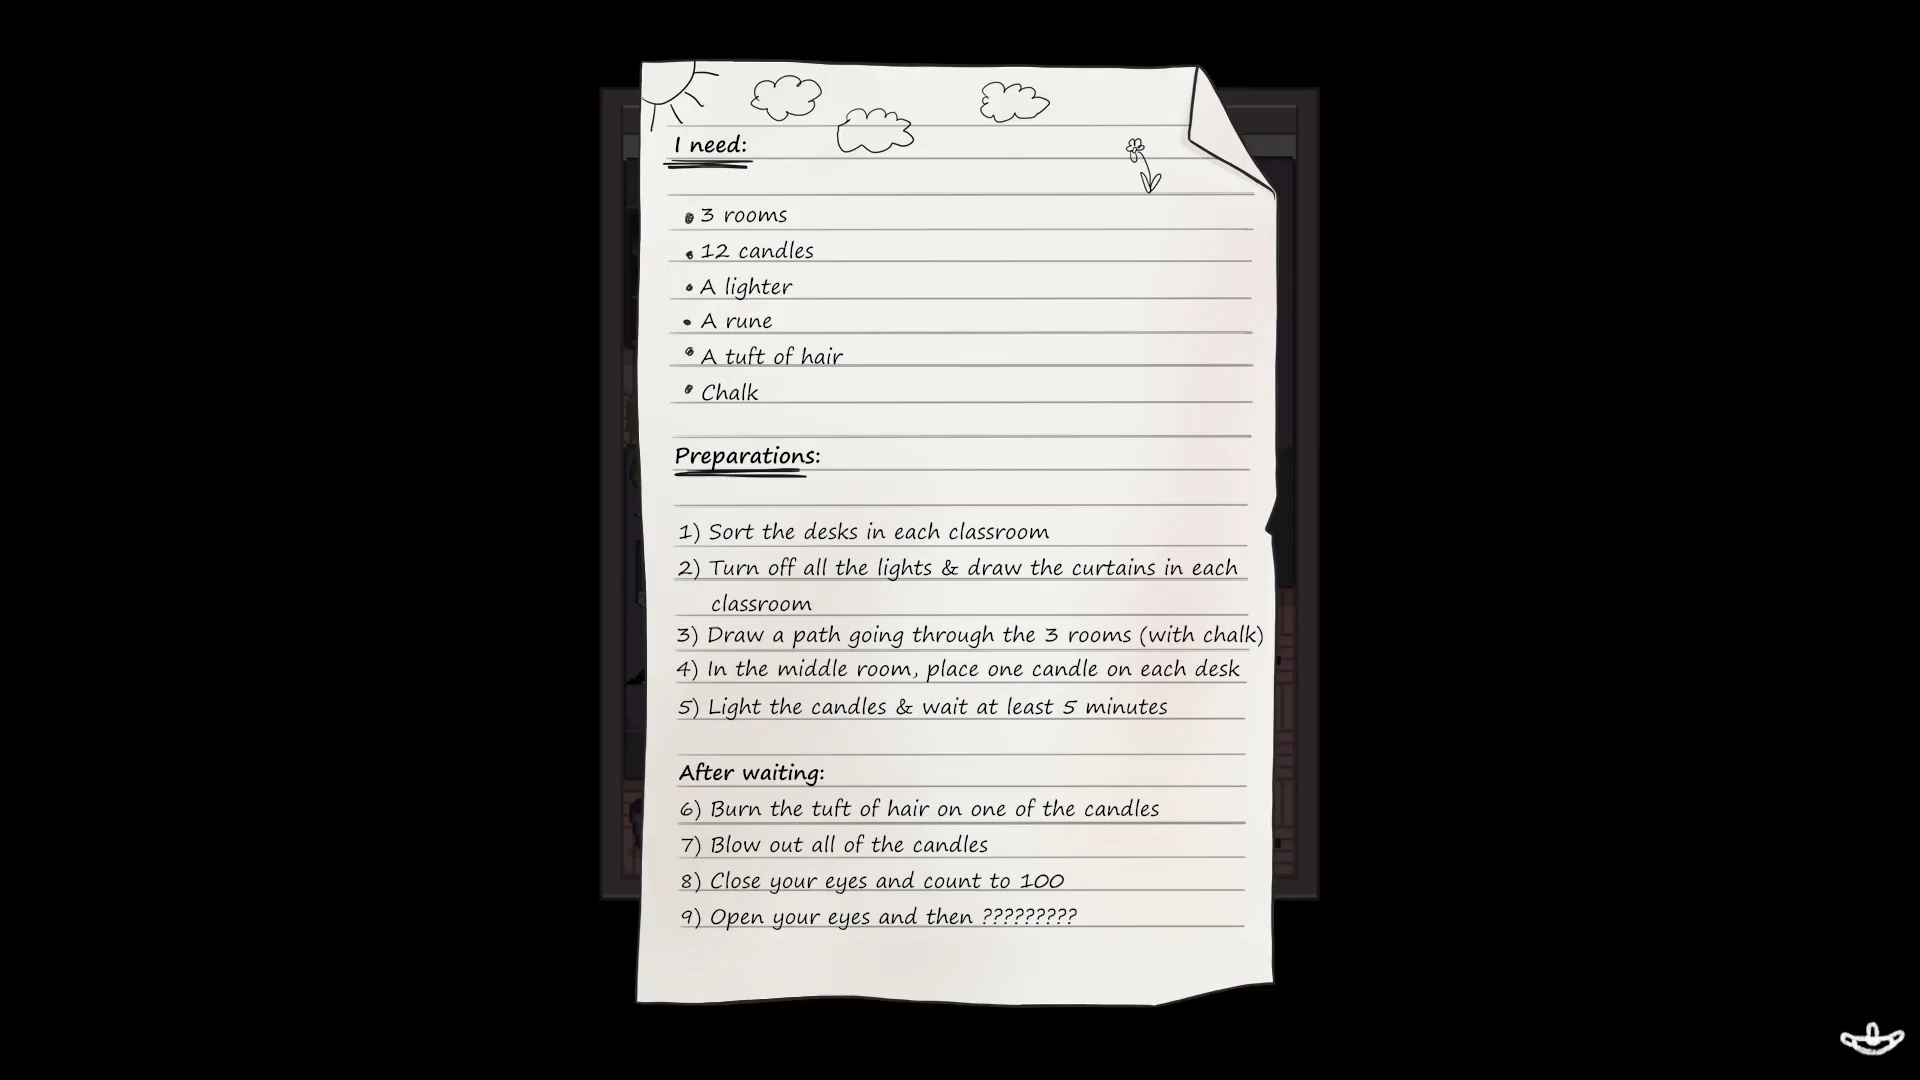 I need:
• 3 rooms
• 12 candles
• A lighter
• A rune
• A tuft of hair
• Chalk
Preparations:
1) Sort the desks in each classroom
2) Turn off all the lights & draw the curtains in each
classroom
3) Draw a path going through the 3 rooms (with chalk)
4) In the middle room, place one candle on each desk
5) Light the candles & wait at least 5 minutes
After waiting:
6) Burn the tuft of hair on one of the candles
7) Blow out all of the candles
8) Close your eyes and count to 100
9) Open your eyes and then ?????????